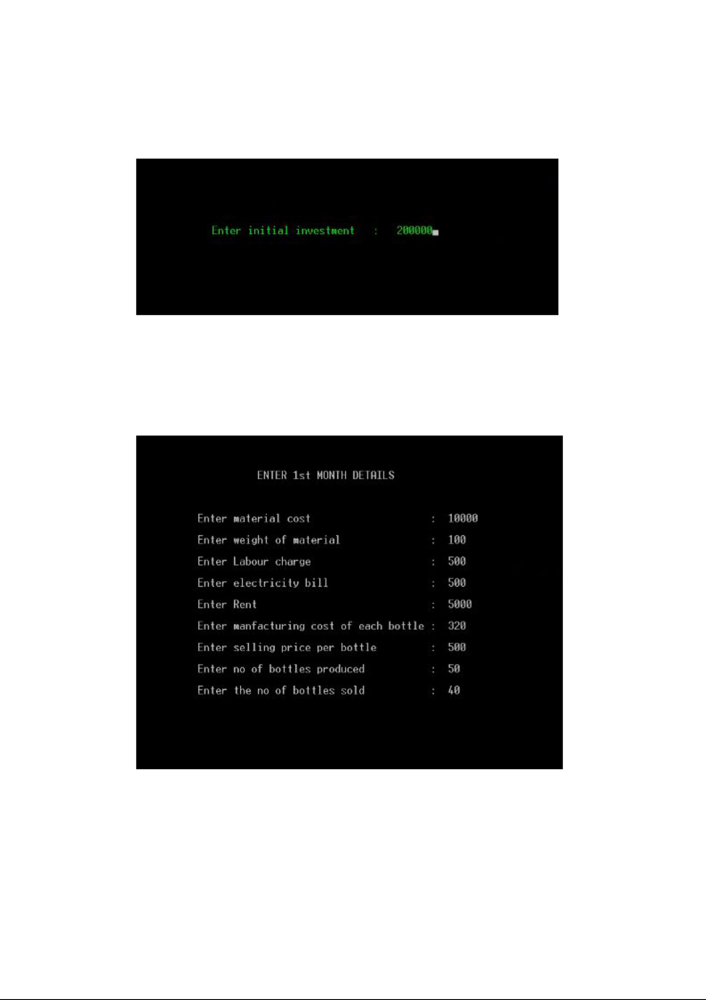 Enter initial investment : 200000
ENTER 1st MONTH DETAILS
Enter material cost : 10000
Enter weight of material : 100
Enter Labour charge : 500
Enter electricity bill : 500
Enter Rent : 5000
Enter manfacturing cost of each bottle : 320
Enter selling price per bottle : 500
Enter no of bottles produced : 50
Enter the no of bottles sold : 40